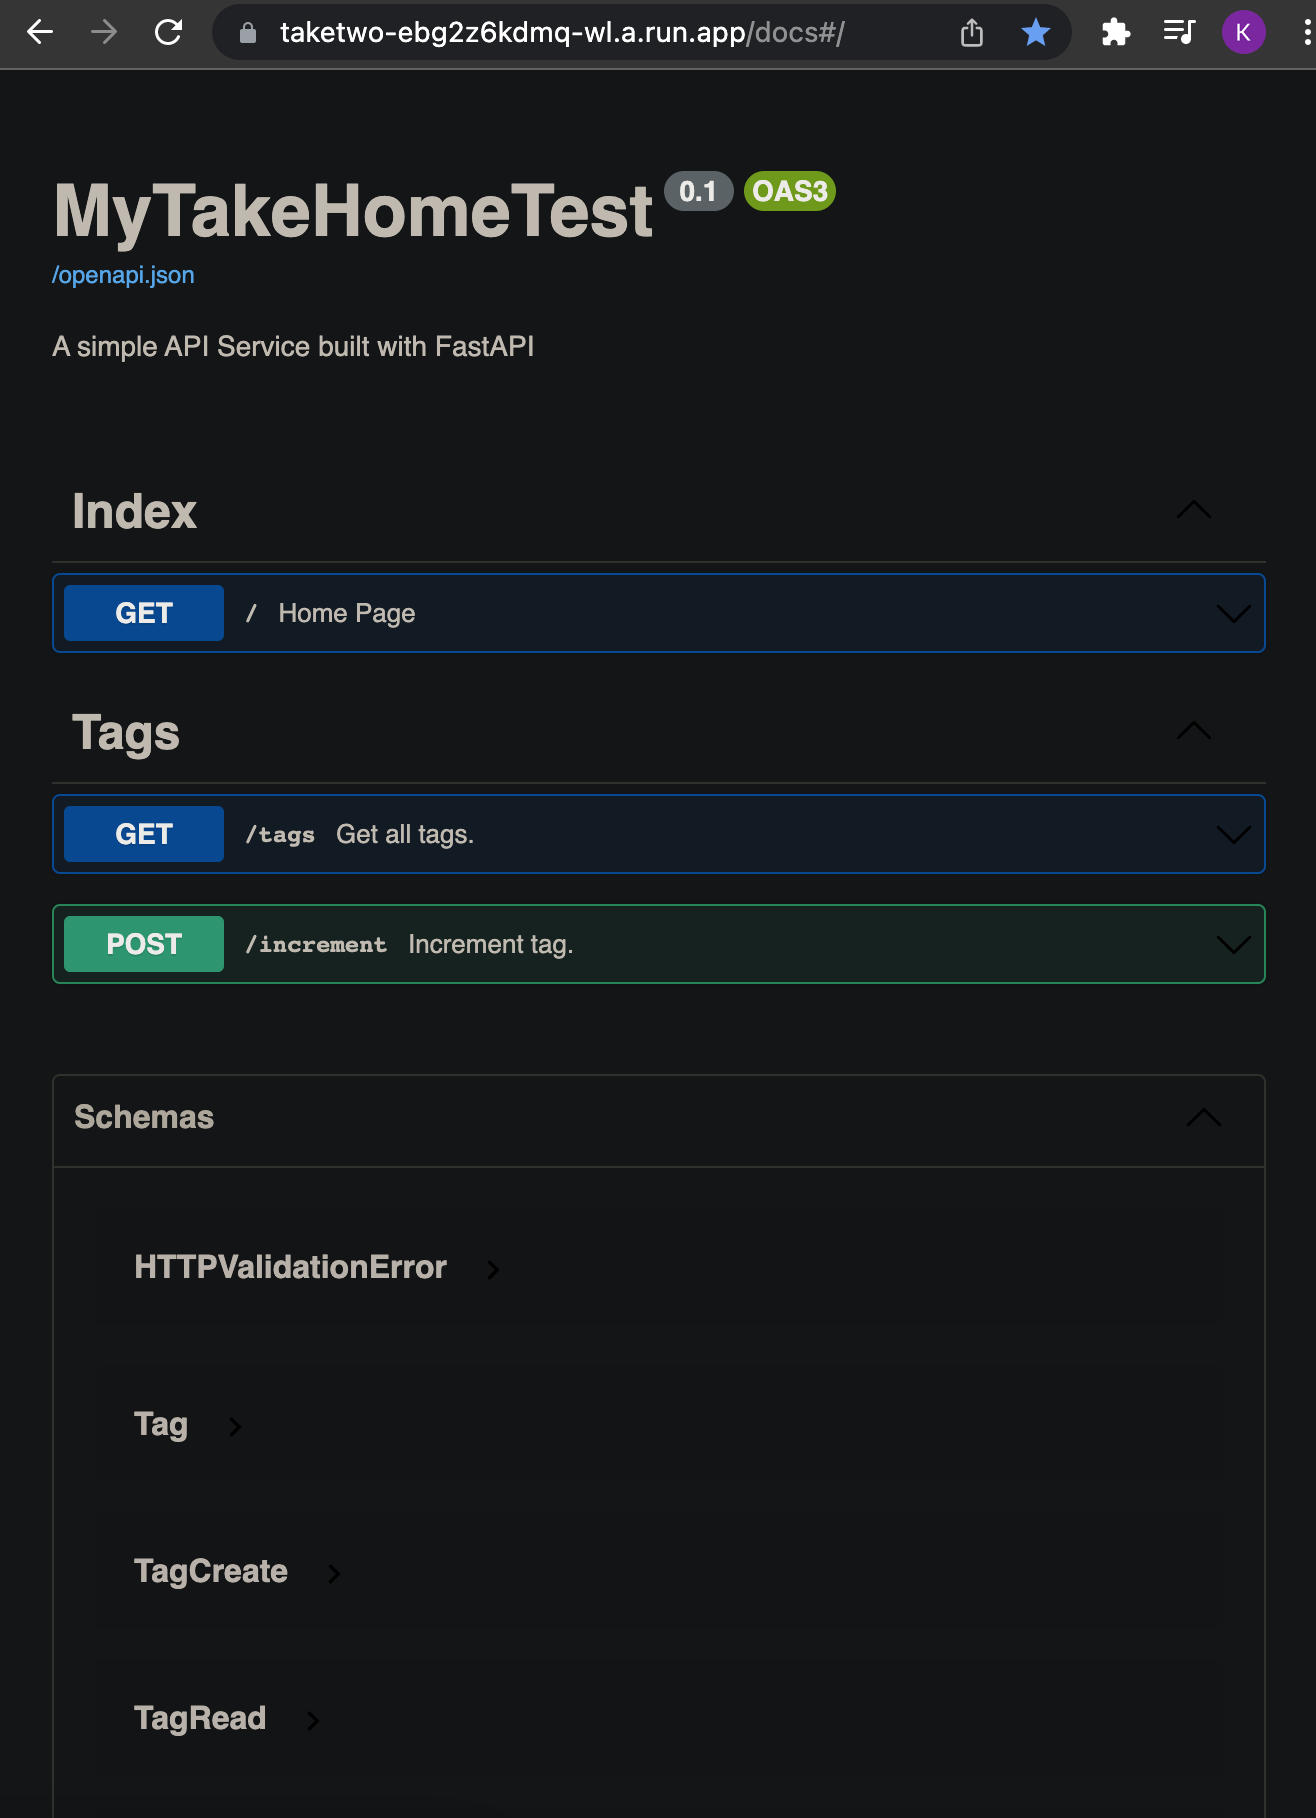 taketwo-ebg2z6kdmq-wl.a.run.app/docs#/
K
MyTakeHomeTest 0.1 OAS3
/openapi.json
A simple API Service built with FastAPI
Index
GET / Home Page
Tags
GET /tags Get all tags.
POST /increment Increment tag.
Schemas
HTTPValidationError
Tag
TagCreate
TagRead